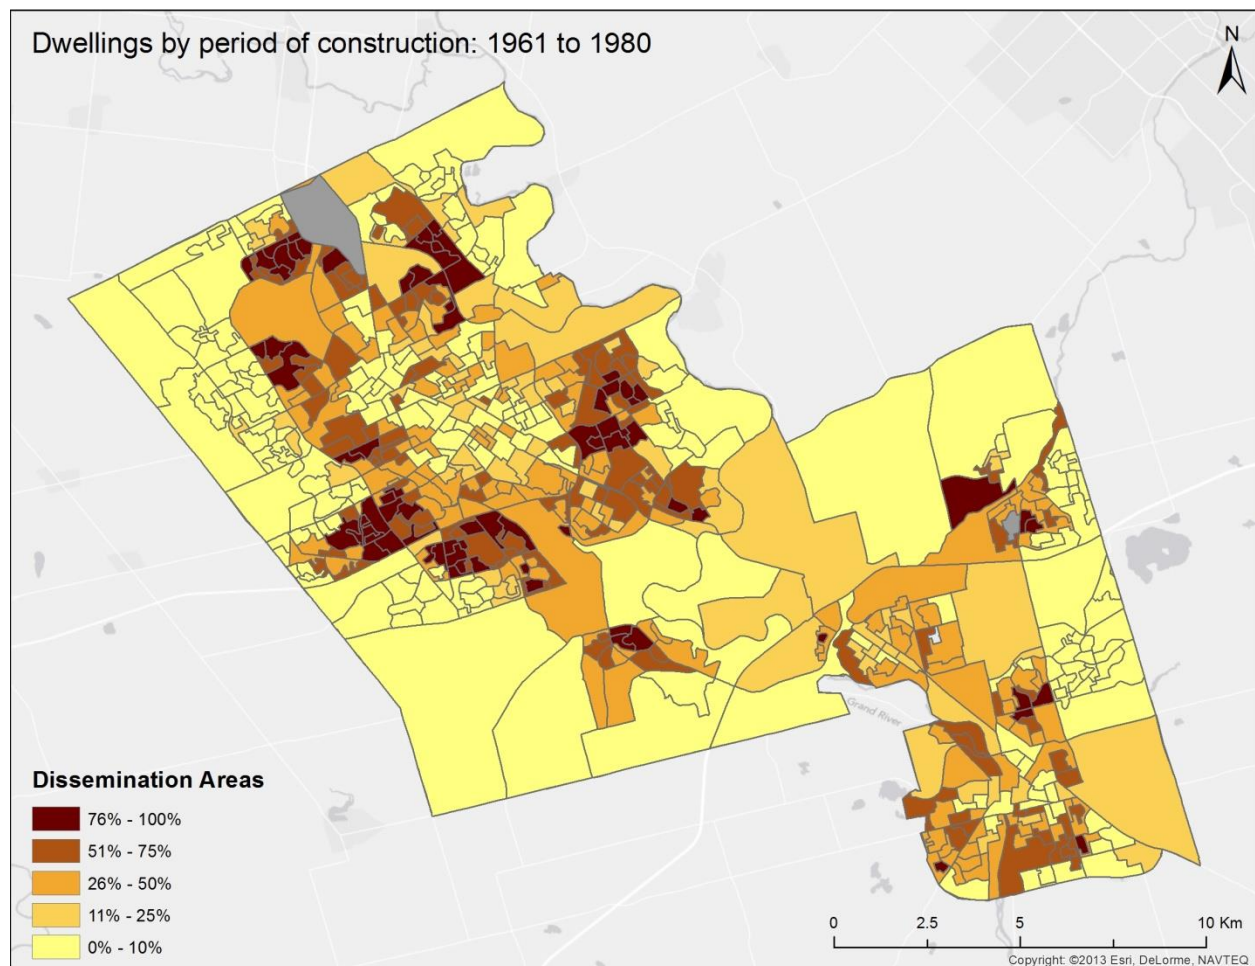 Dwellings by period of construction: 1961 to 1980
N
Grand River
Dissemination Areas
76% - 100%
51% - 75%
26% - 50%
11% - 25%
0% - 10%
0 2.5 5 10 Km
Copyright: ©2013 Esri, DeLorme, NAVTEQ